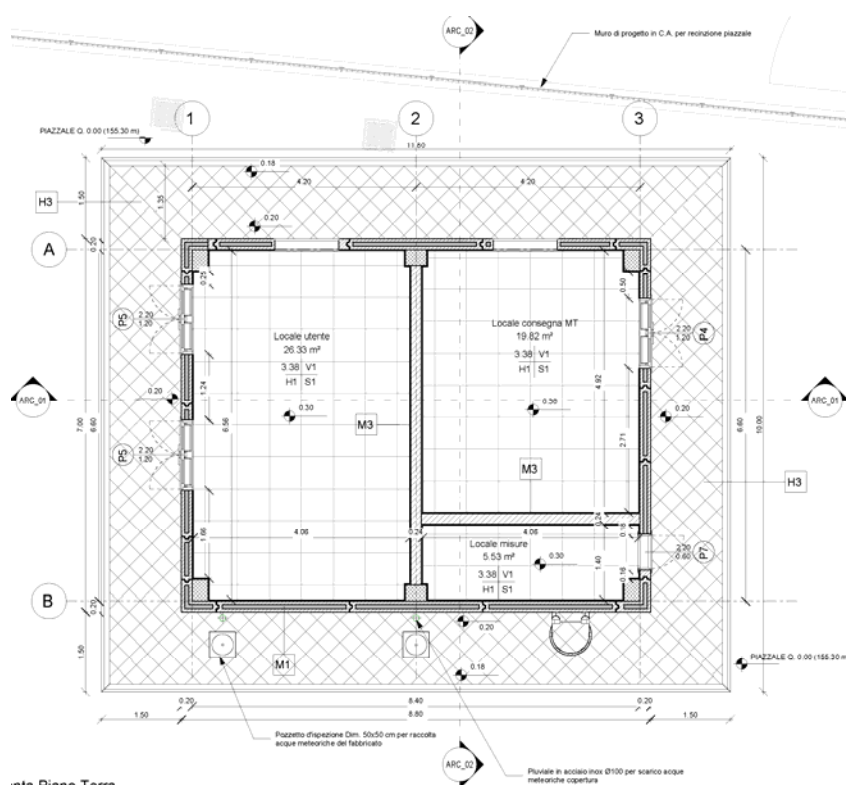 ARC_02
Muro di progetto in C.A. per recinzione piazzale
1
2
3
PIAZZALE Q. 0.00 (155.30 m)
11.60
0.18
4.20
4.20
1.50
1.35
H3
0.20
A
0.20
0.25
0.50
P5
2.20
1.20
Locale utente
26.33 m²
3.38 V1
H1 S1
Locale consegna MT
19.82 m²
3.38 V1
H1 S1
2.20
1.20
P4
1.24
4.92
ARC_01
0.20
0.30
0.20
ARC_01
7.00
6.60
6.56
6.60
10.00
M3
2.71
P5
2.20
1.20
M3
H3
0.24
1.66
4.06
0.24
4.06
0.16
Locale misure
5.53 m²
0.30
3.38 V1
H1 S1
1.40
0.16
P7
B
0.20
0.20
1.50
M1
0.18
PIAZZALE Q. 0.00 (155.30 m
0.20
8.40
0.20
1.50
8.80
1.50
Pozzetto d'ispezione Dim. 50x50 cm per raccolta
acque meteoriche del fabbricato
ARC_02
Pluviale in acciaio inox Ø100 per scarico acque
meteoriche copertura